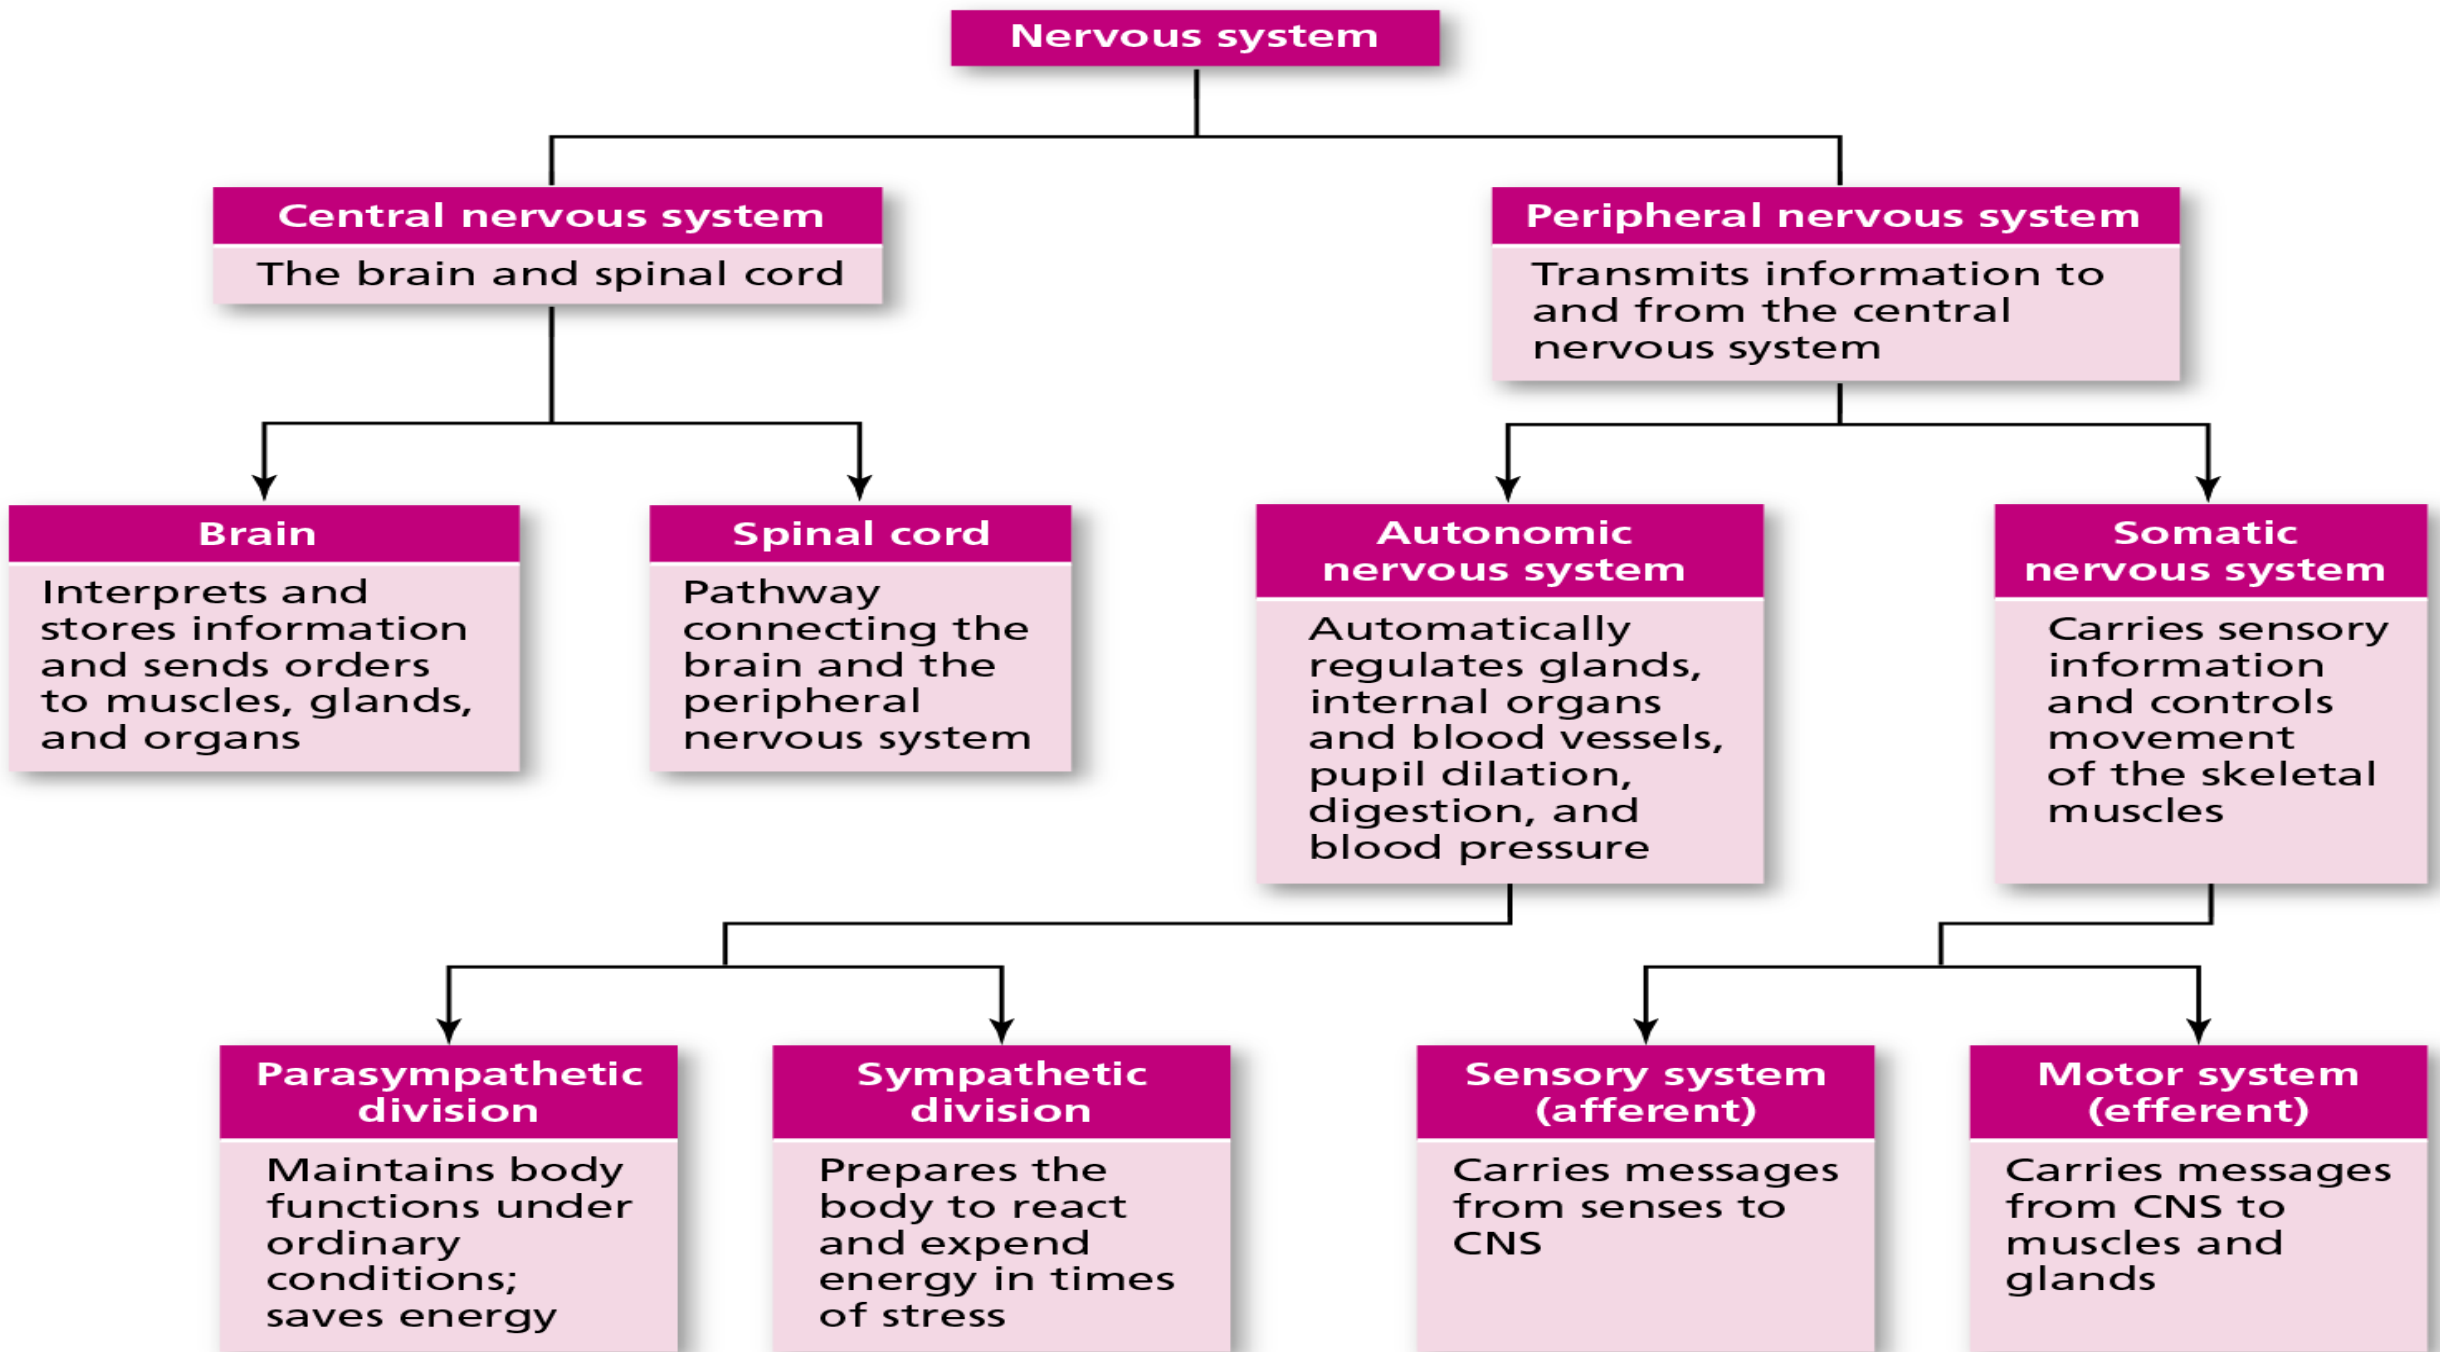 Nervous system
Central nervous system
The brain and spinal cord
Peripheral nervous system
Transmits information to
and from the central
nervous system
Brain
Interprets and
stores information
and sends orders
to muscles, glands,
and organs
Spinal cord
Pathway
connecting the
brain and the
peripheral
nervous system
Autonomic
nervous system
Automatically
regulates glands,
internal organs
and blood vessels,
pupil dilation,
digestion, and
blood pressure
Somatic
nervous system
Carries sensory
information
and controls
movement
of the skeletal
muscles
Parasympathetic
division
Maintains body
functions under
ordinary
conditions;
saves energy
Sympathetic
division
Prepares the
body to react
and expend
energy in times
of stress
Sensory system
(afferent)
Carries messages
from senses to
CNS
Motor system
(efferent)
Carries messages
from CNS to
muscles and
glands